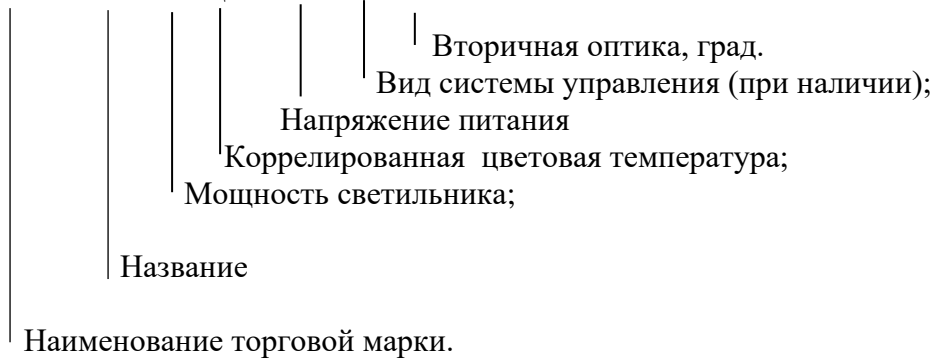 Вторичная оптика, град.
Вид системы управления (при наличии);
Напряжение питания
Коррелированная цветовая температура;
Мощность светильника;
Название
Наименование торговой марки.